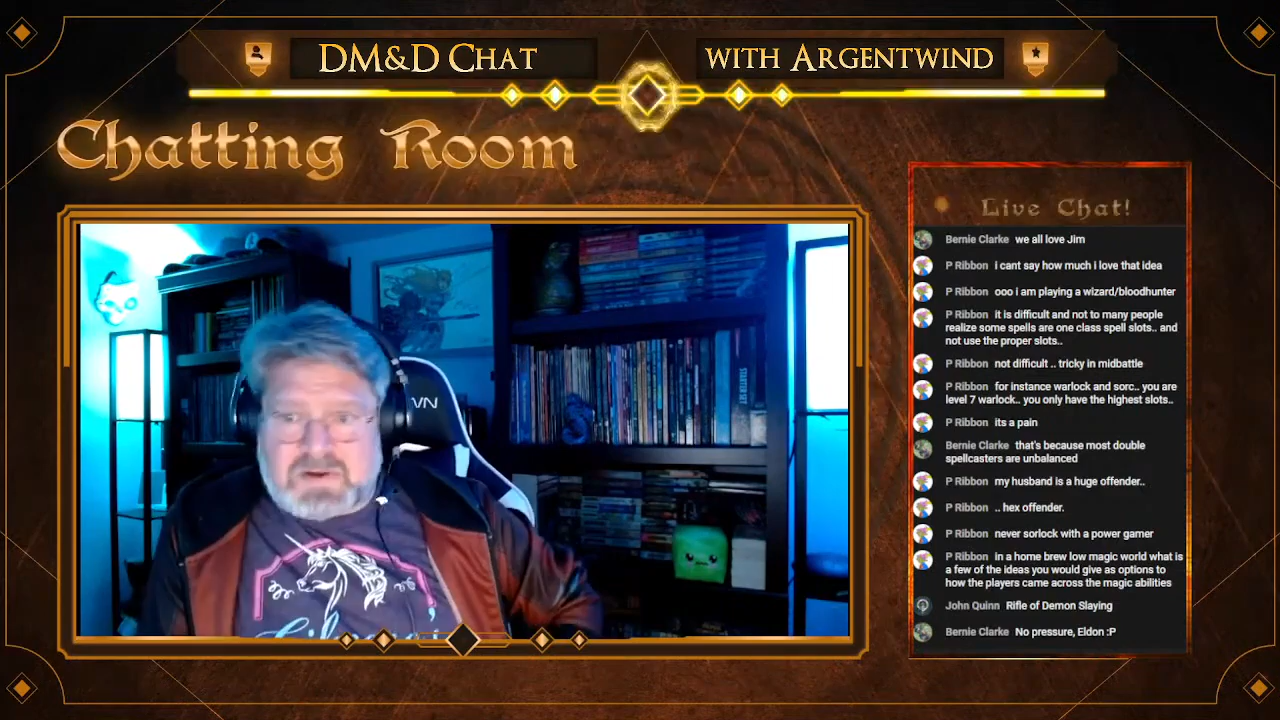 DM&D CHAT
WITH ARGENTWIND
Chatting Room
Live Chat!
Bernie Clarke we all love Jim
P Ribbon i cant say how much i love that idea
P Ribbon ooo i am playing a wizard/bloodhunter
P Ribbon it is difficult and not to many people
realize some spells are one class spell slots.. and
not use the proper slots..
P Ribbon not difficult .. tricky in midbattle
P Ribbon for instance warlock and sorc.. you are
level 7 warlock.. you only have the highest slots..
P Ribbon its a pain
Bernie Clarke that's because most double
spellcasters are unbalanced
P Ribbon my husband is a huge offender..
P Ribbon .. hex offender.
P Ribbon never sorlock with a power gamer
P Ribbon in a home brew low magic world what is
a few of the ideas you would give as options to
how the players came across the magic abilities
John Quinn Rifle of Demon Slaying
Bernie Clarke No pressure, Eldon :P
STARTER SET